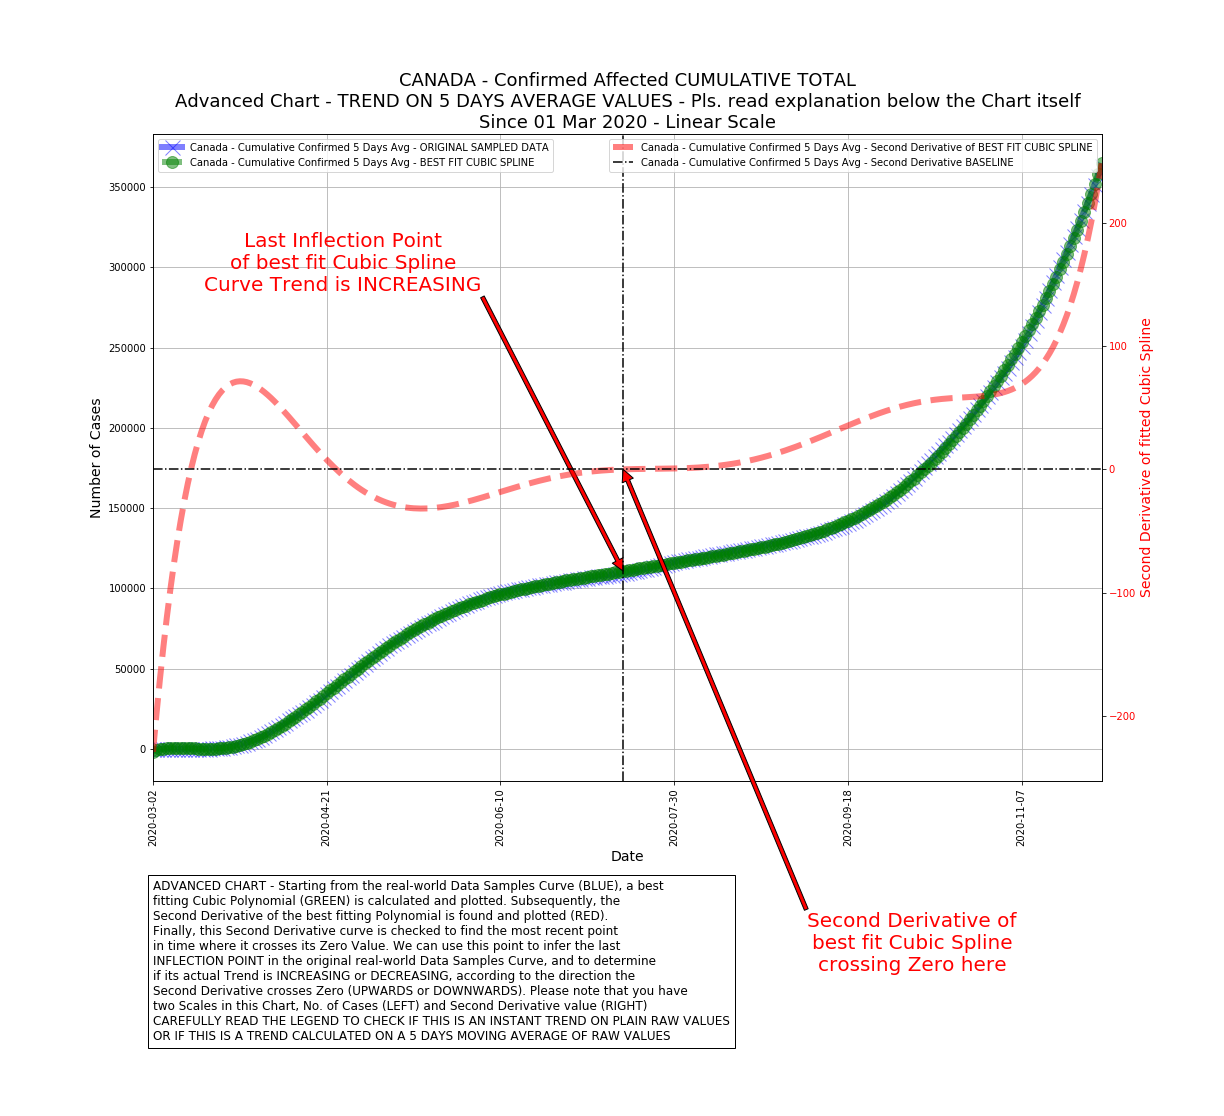 CANADA - Confirmed Affected CUMULATIVE TOTAL
Advanced Chart - TREND ON 5 DAYS AVERAGE VALUES - Pls. read explanation below the Chart itself
Since 01 Mar 2020 - Linear Scale
Canada - Cumulative Confirmed 5 Days Avg - ORIGINAL SAMPLED DATA
Canada - Cumulative Confirmed 5 Days Avg - BEST FIT CUBIC SPLINE
Canada - Cumulative Confirmed 5 Days Avg - Second Derivative of BEST FIT CUBIC SPLINE
Canada - Cumulative Confirmed 5 Days Avg - Second Derivative BASELINE
350000
300000
250000
200000
150000
100000
50000
0
Number of Cases
Last Inflection Point
of best fit Cubic Spline
Curve Trend is INCREASING
200
100
0
−100
−200
Second Derivative of fitted Cubic Spline
2020-03-02
2020-04-21
2020-06-10
2020-07-30
2020-09-18
2020-11-07
Date
Second Derivative of
best fit Cubic Spline
crossing Zero here
ADVANCED CHART - Starting from the real-world Data Samples Curve (BLUE), a best
fitting Cubic Polynomial (GREEN) is calculated and plotted. Subsequently, the
Second Derivative of the best fitting Polynomial is found and plotted (RED).
Finally, this Second Derivative curve is checked to find the most recent point
in time where it crosses its Zero Value. We can use this point to infer the last
INFLECTION POINT in the original real-world Data Samples Curve, and to determine
if its actual Trend is INCREASING or DECREASING, according to the direction the
Second Derivative crosses Zero (UPWARDS or DOWNWARDS). Please note that you have
two Scales in this Chart, No. of Cases (LEFT) and Second Derivative value (RIGHT)
CAREFULLY READ THE LEGEND TO CHECK IF THIS IS AN INSTANT TREND ON PLAIN RAW VALUES
OR IF THIS IS A TREND CALCULATED ON A 5 DAYS MOVING AVERAGE OF RAW VALUES